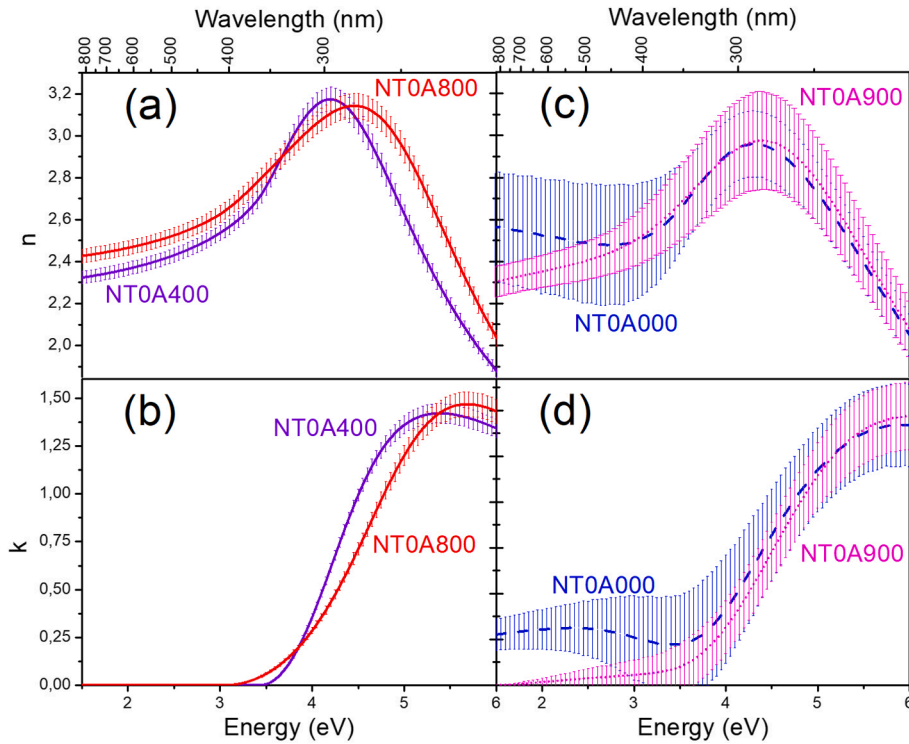 Wavelength (nm) Wavelength (nm)
800 700 600 500 400 300 800 700 600 500 400 300
(a) NT0A800 (c) NT0A900
3,2
3,0
2,8
n
2,6
2,4
2,2
2,0
NT0A400 NT0A000
(b) (d)
1,50
1,25
1,00
0,75
k
0,50
0,25
0,00
NT0A400
NT0A800 NT0A000 NT0A900
2 3 4 5 6 2 3 4 5 6
Energy (eV) Energy (eV)